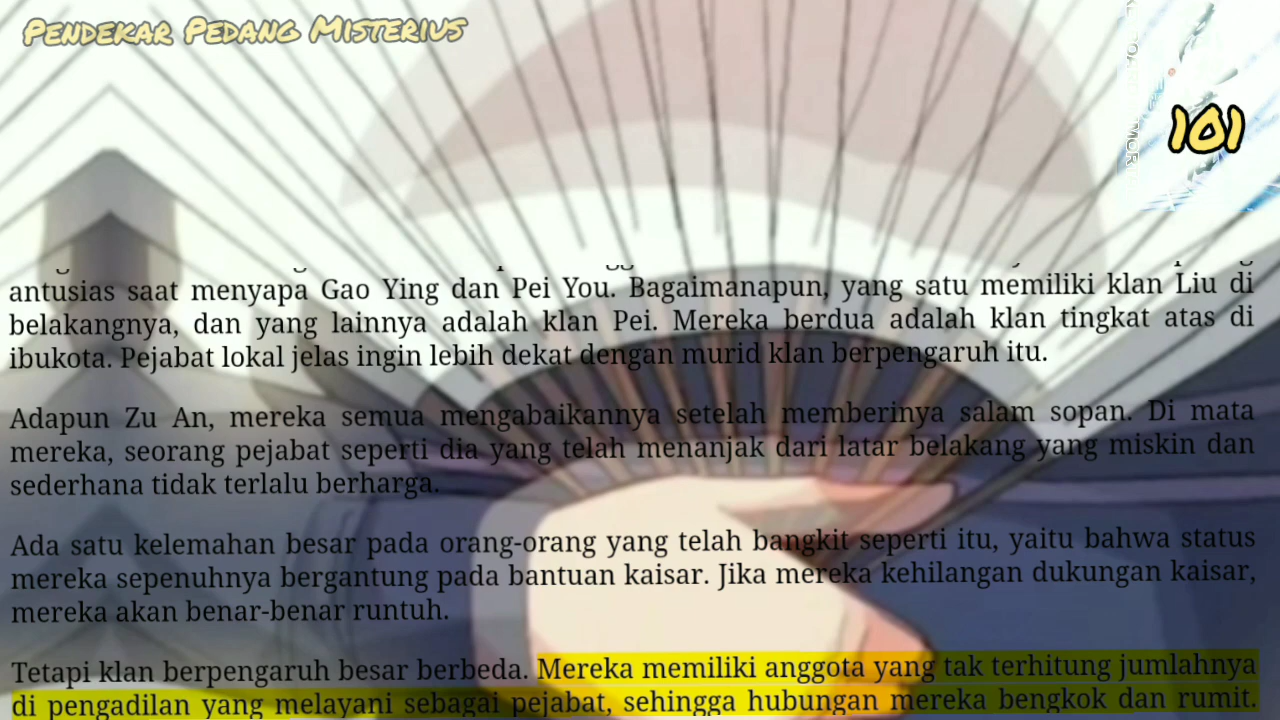 Pendekar Pedang Misterius
101
antusias saat menyapa Gao Ying dan Pei You. Bagaimanapun, yang satu memiliki klan Liu di
belakangnya, dan yang lainnya adalah klan Pei. Mereka berdua adalah klan tingkat atas di
ibukota. Pejabat lokal jelas ingin lebih dekat dengan murid klan berpengaruh itu.
Adapun Zu An, mereka semua mengabaikannya setelah memberinya salam sopan. Di mata
mereka, seorang pejabat seperti dia yang telah menanjak dari latar belakang yang miskin dan
sederhana tidak terlalu berharga.
Ada satu kelemahan besar pada orang-orang yang telah bangkit seperti itu, yaitu bahwa status
mereka sepenuhnya bergantung pada bantuan kaisar. Jika mereka kehilangan dukungan kaisar,
mereka akan benar-benar runtuh.
Tetapi klan berpengaruh besar berbeda. Mereka memiliki anggota yang tak terhitung jumlahnya
di pengadilan yang melayani sebagai pejabat, sehingga hubungan mereka bengkok dan rumit.